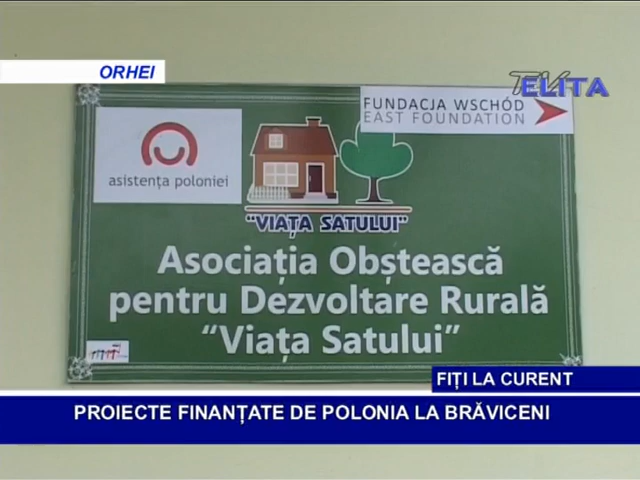 ORHEI
TV ELITA
FUNDACJA WSCHÓD
EAST FOUNDATION
asistența poloniei
"VIAȚA SATULUI"
Asociația Obștească
pentru Dezvoltare Rurală
"Viața Satului"
FIȚI LA CURENT
PROIECTE FINANȚATE DE POLONIA LA BRĂVICENI